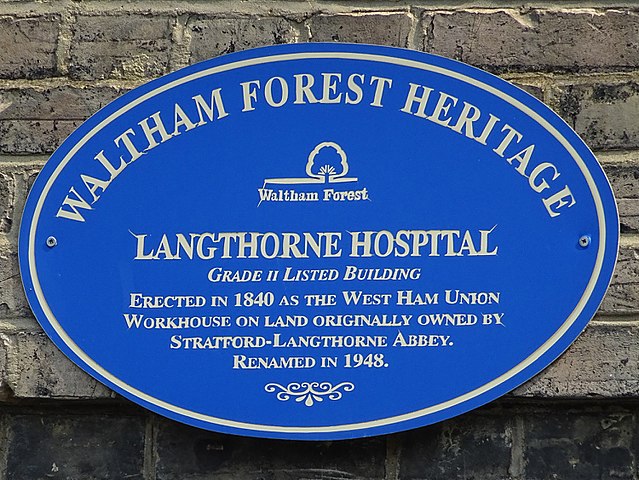 WALTHAM FOREST HERITAGE
Waltham Forest
LANGTHORNE HOSPITAL
GRADE II LISTED BUILDING
ERECTED IN 1840 AS THE WEST HAM UNION
WORKHOUSE ON LAND ORIGINALLY OWNED BY
STRATFORD-LANGTHORNE ABBEY.
RENAMED IN 1948.